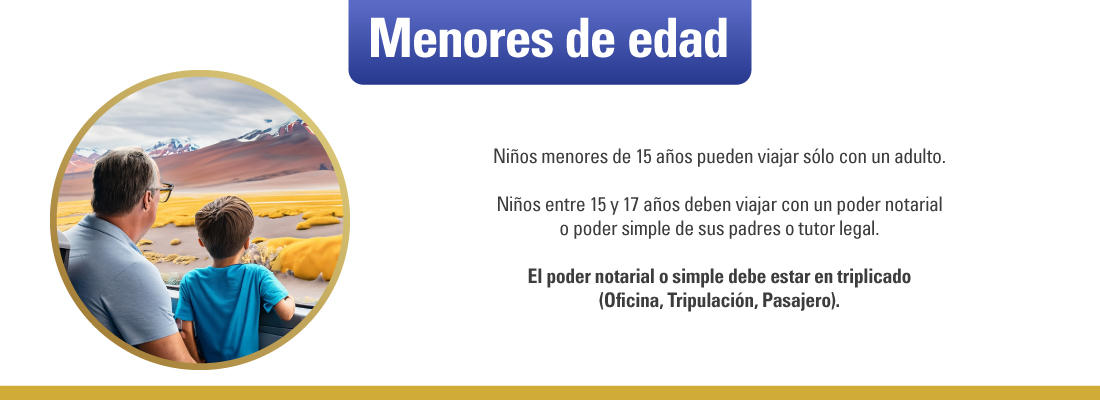 Menores de edad
Niños menores de 15 años pueden viajar sólo con un adulto.
Niños entre 15 y 17 años deben viajar con un poder notarial
o poder simple de sus padres o tutor legal.
El poder notarial o simple debe estar en triplicado
(Oficina, Tripulación, Pasajero).